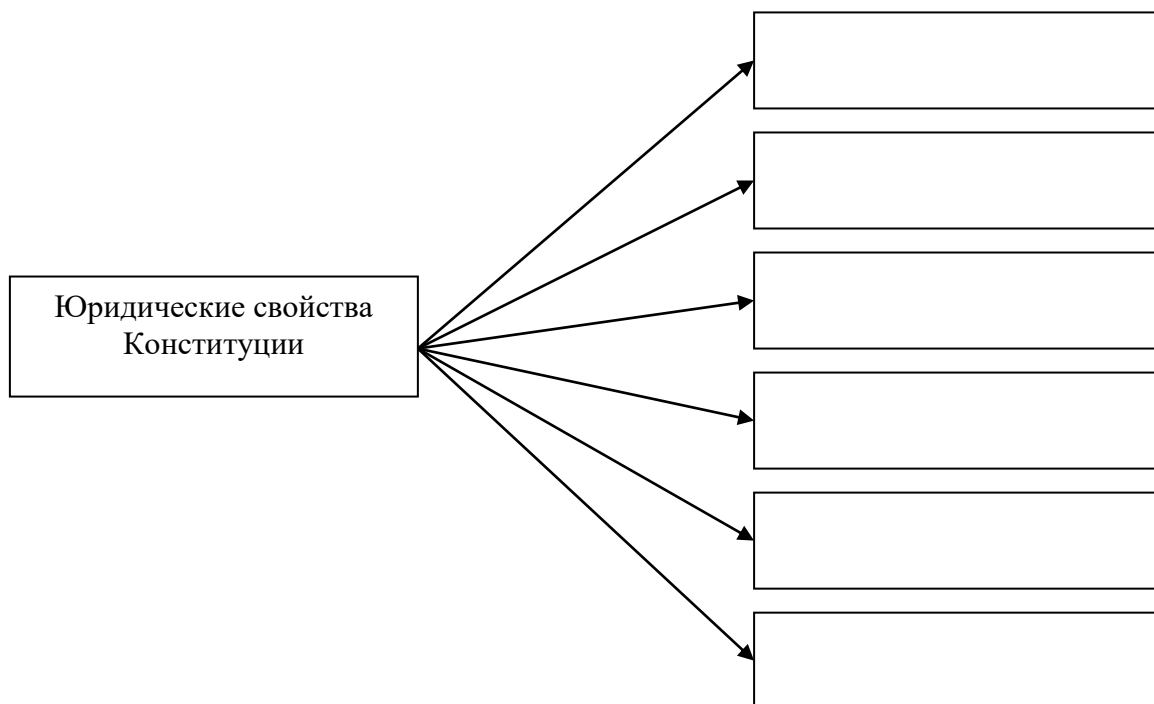 Юридические свойства
Конституции